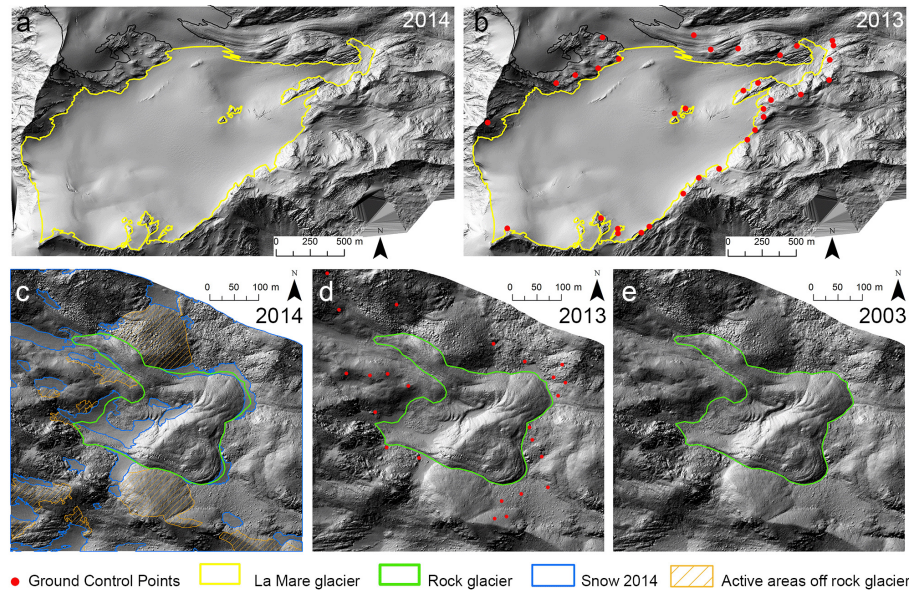 a
2014
0 250 500 m
N
b
2013
0 250 500 m
N
c
2014
0 50 100 m
N
d
2013
0 50 100 m
N
e
2003
0 50 100 m
N
Ground Control Points
La Mare glacier
Rock glacier
Snow 2014
Active areas off rock glacier